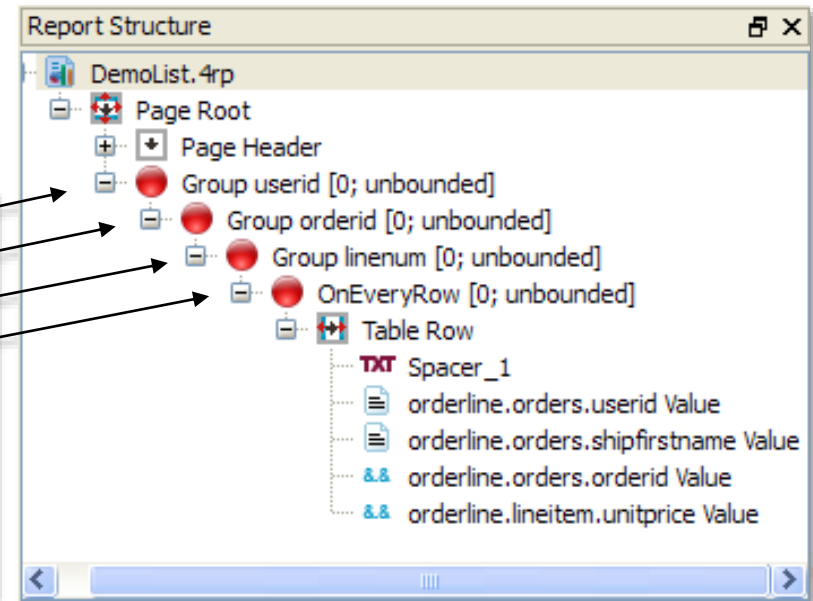 Report Structure
DemoList.4rp
Page Root
Page Header
Group userid [0; unbounded]
Group orderid [0; unbounded]
Group linenum [0; unbounded]
OnEveryRow [0; unbounded]
Table Row
TXT Spacer_1
orderline.orders.userid Value
orderline.orders.shipfirstname Value
&.& orderline.orders.orderid Value
&.& orderline.lineitem.unitprice Value